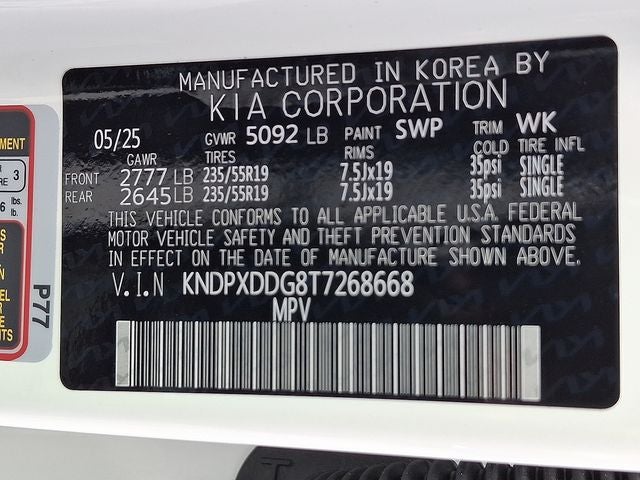 MANUFACTURED IN KOREA BY
KIA CORPORATION
05/25 GVWR 5092 LB PAINT SWP TRIM WK
GAWR TIRES RIMS COLD TIRE INFL
FRONT 2777 LB 235/55R19 7.5Jx19 35psi SINGLE
REAR 2645 LB 235/55R19 7.5Jx19 35psi SINGLE
THIS VEHICLE CONFORMS TO ALL APPLICABLE U.S.A. FEDERAL
MOTOR VEHICLE SAFETY AND THEFT PREVENTION STANDARDS
IN EFFECT ON THE DATE OF MANUFACTURE SHOWN ABOVE.
V.I.N KNDPXDDG8T7268668
MPV
P77
3
lbs.
lb.